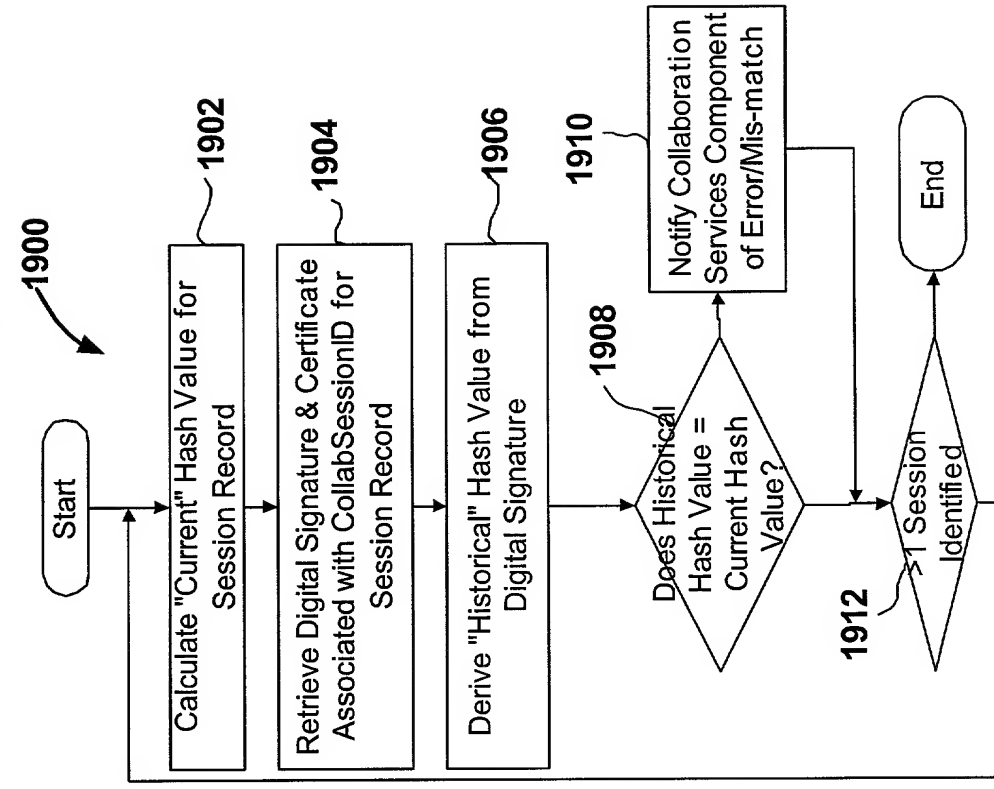 1900
Start
Calculate "Current" Hash Value for
Session Record
1902
Retrieve Digital Signature & Certificate
Associated with CollabSessionID for
Session Record
1904
Derive "Historical" Hash Value from
Digital Signature
1906
Does Historical
Hash Value =
Current Hash
Value?
1908
Notify Collaboration
Services Component
of Error/Mis-match
1910
>1 Session
Identified
1912
End